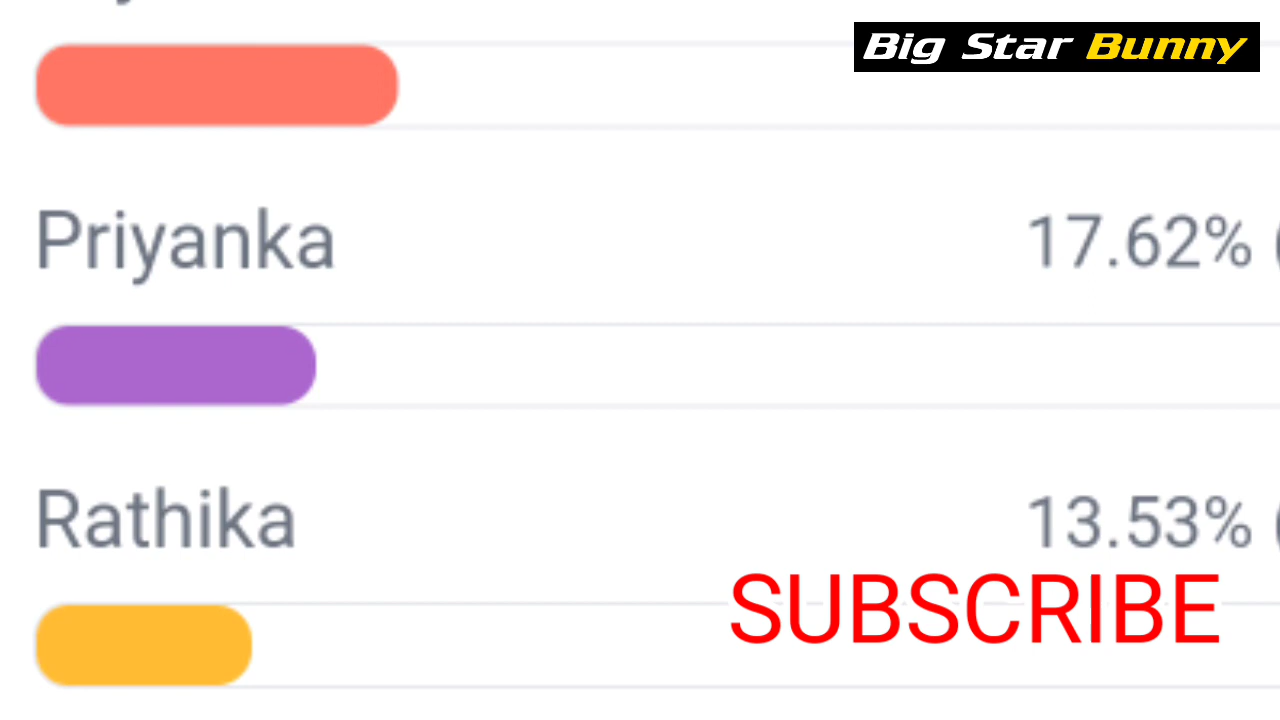 Big Star Bunny
Priyanka 17.62% (
Rathika 13.53% (
SUBSCRIBE